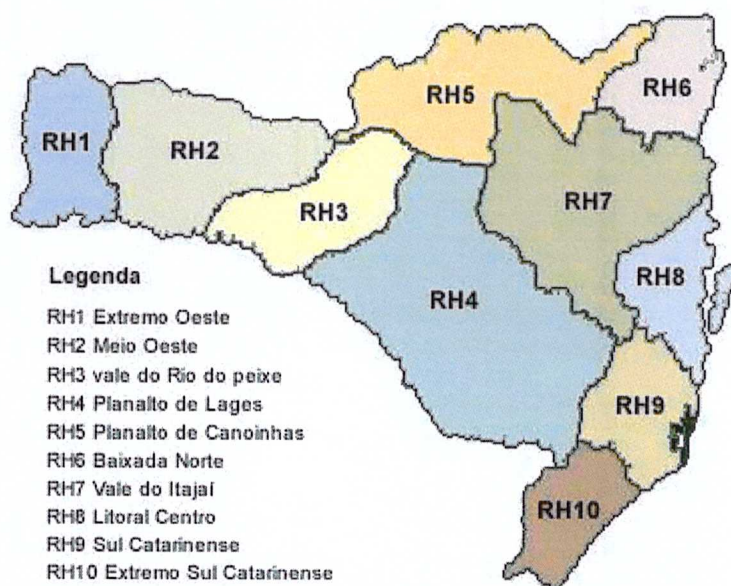 RH5
RH6
RH1
RH2
RH7
RH3
RH8
RH4
RH9
RH10
Legenda
RH1 Extremo Oeste
RH2 Meio Oeste
RH3 vale do Rio do peixe
RH4 Planalto de Lages
RH5 Planalto de Canoinhas
RH6 Baixada Norte
RH7 Vale do Itajaí
RH8 Litoral Centro
RH9 Sul Catarinense
RH10 Extremo Sul Catarinense